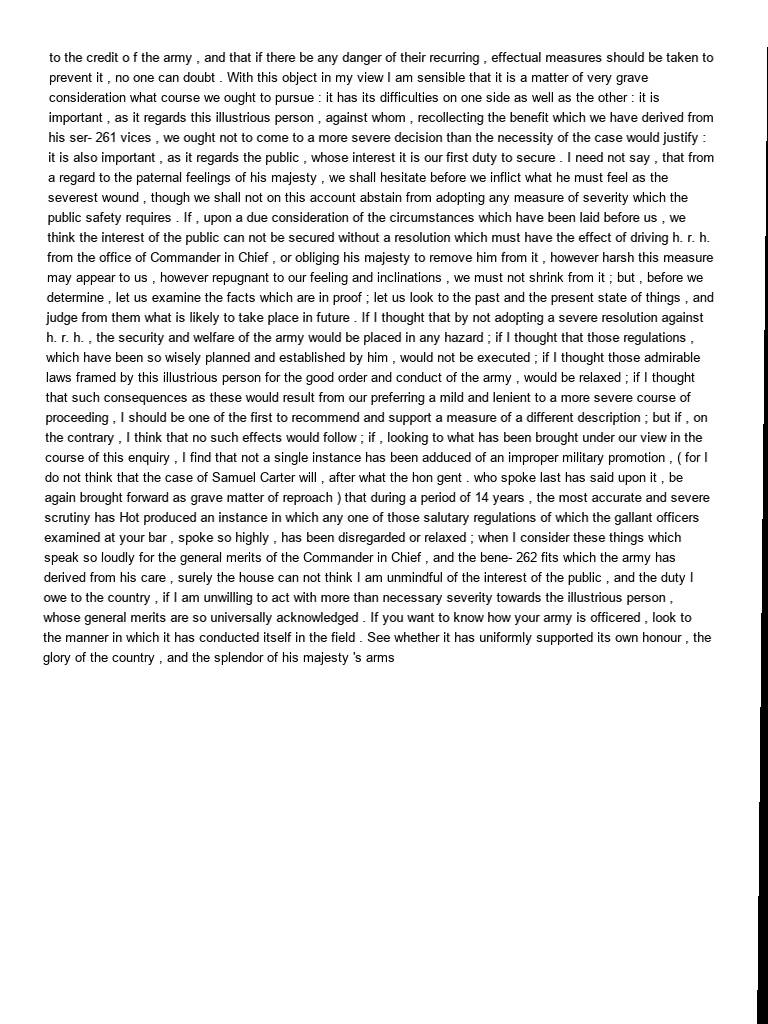 to the credit o f the army , and that if there be any danger of their recurring , effectual measures should be taken to
prevent it , no one can doubt . With this object in my view I am sensible that it is a matter of very grave
consideration what course we ought to pursue : it has its difficulties on one side as well as the other : it is
important , as it regards this illustrious person , against whom , recollecting the benefit which we have derived from
his ser- 261 vices , we ought not to come to a more severe decision than the necessity of the case would justify :
it is also important , as it regards the public , whose interest it is our first duty to secure . I need not say , that from
a regard to the paternal feelings of his majesty , we shall hesitate before we inflict what he must feel as the
severest wound , though we shall not on this account abstain from adopting any measure of severity which the
public safety requires . If , upon a due consideration of the circumstances which have been laid before us , we
think the interest of the public can not be secured without a resolution which must have the effect of driving h. r. h.
from the office of Commander in Chief , or obliging his majesty to remove him from it , however harsh this measure
may appear to us , however repugnant to our feeling and inclinations , we must not shrink from it ; but , before we
determine , let us examine the facts which are in proof ; let us look to the past and the present state of things , and
judge from them what is likely to take place in future . If I thought that by not adopting a severe resolution against
h. r. h. , the security and welfare of the army would be placed in any hazard ; if I thought that those regulations ,
which have been so wisely planned and established by him , would not be executed ; if I thought those admirable
laws framed by this illustrious person for the good order and conduct of the army , would be relaxed ; if I thought
that such consequences as these would result from our preferring a mild and lenient to a more severe course of
proceeding , I should be one of the first to recommend and support a measure of a different description ; but if , on
the contrary , I think that no such effects would follow ; if , looking to what has been brought under our view in the
course of this enquiry , I find that not a single instance has been adduced of an improper military promotion , ( for I
do not think that the case of Samuel Carter will , after what the hon gent . who spoke last has said upon it , be
again brought forward as grave matter of reproach ) that during a period of 14 years , the most accurate and severe
scrutiny has Hot produced an instance in which any one of those salutary regulations of which the gallant officers
examined at your bar , spoke so highly , has been disregarded or relaxed ; when I consider these things which
speak so loudly for the general merits of the Commander in Chief , and the bene- 262 fits which the army has
derived from his care , surely the house can not think I am unmindful of the interest of the public , and the duty I
owe to the country , if I am unwilling to act with more than necessary severity towards the illustrious person ,
whose general merits are so universally acknowledged . If you want to know how your army is officered , look to
the manner in which it has conducted itself in the field . See whether it has uniformly supported its own honour , the
glory of the country , and the splendor of his majesty 's arms